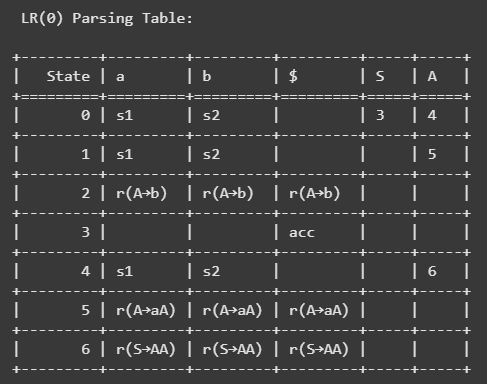 LR(0) Parsing Table:
+---------+---------+---------+---------+-----+-----+
|   State | a       | b       | $       | S   | A   |
+=========+=========+=========+=========+=====+=====+
|       0 | s1      | s2      |         | 3   | 4   |
+---------+---------+---------+---------+-----+-----+
|       1 | s1      | s2      |         |     | 5   |
+---------+---------+---------+---------+-----+-----+
|       2 | r(A→b)  | r(A→b)  | r(A→b)  |     |     |
+---------+---------+---------+---------+-----+-----+
|       3 |         |         | acc     |     |     |
+---------+---------+---------+---------+-----+-----+
|       4 | s1      | s2      |         |     | 6   |
+---------+---------+---------+---------+-----+-----+
|       5 | r(A→aA) | r(A→aA) | r(A→aA) |     |     |
+---------+---------+---------+---------+-----+-----+
|       6 | r(S→AA) | r(S→AA) | r(S→AA) |     |     |
+---------+---------+---------+---------+-----+-----+